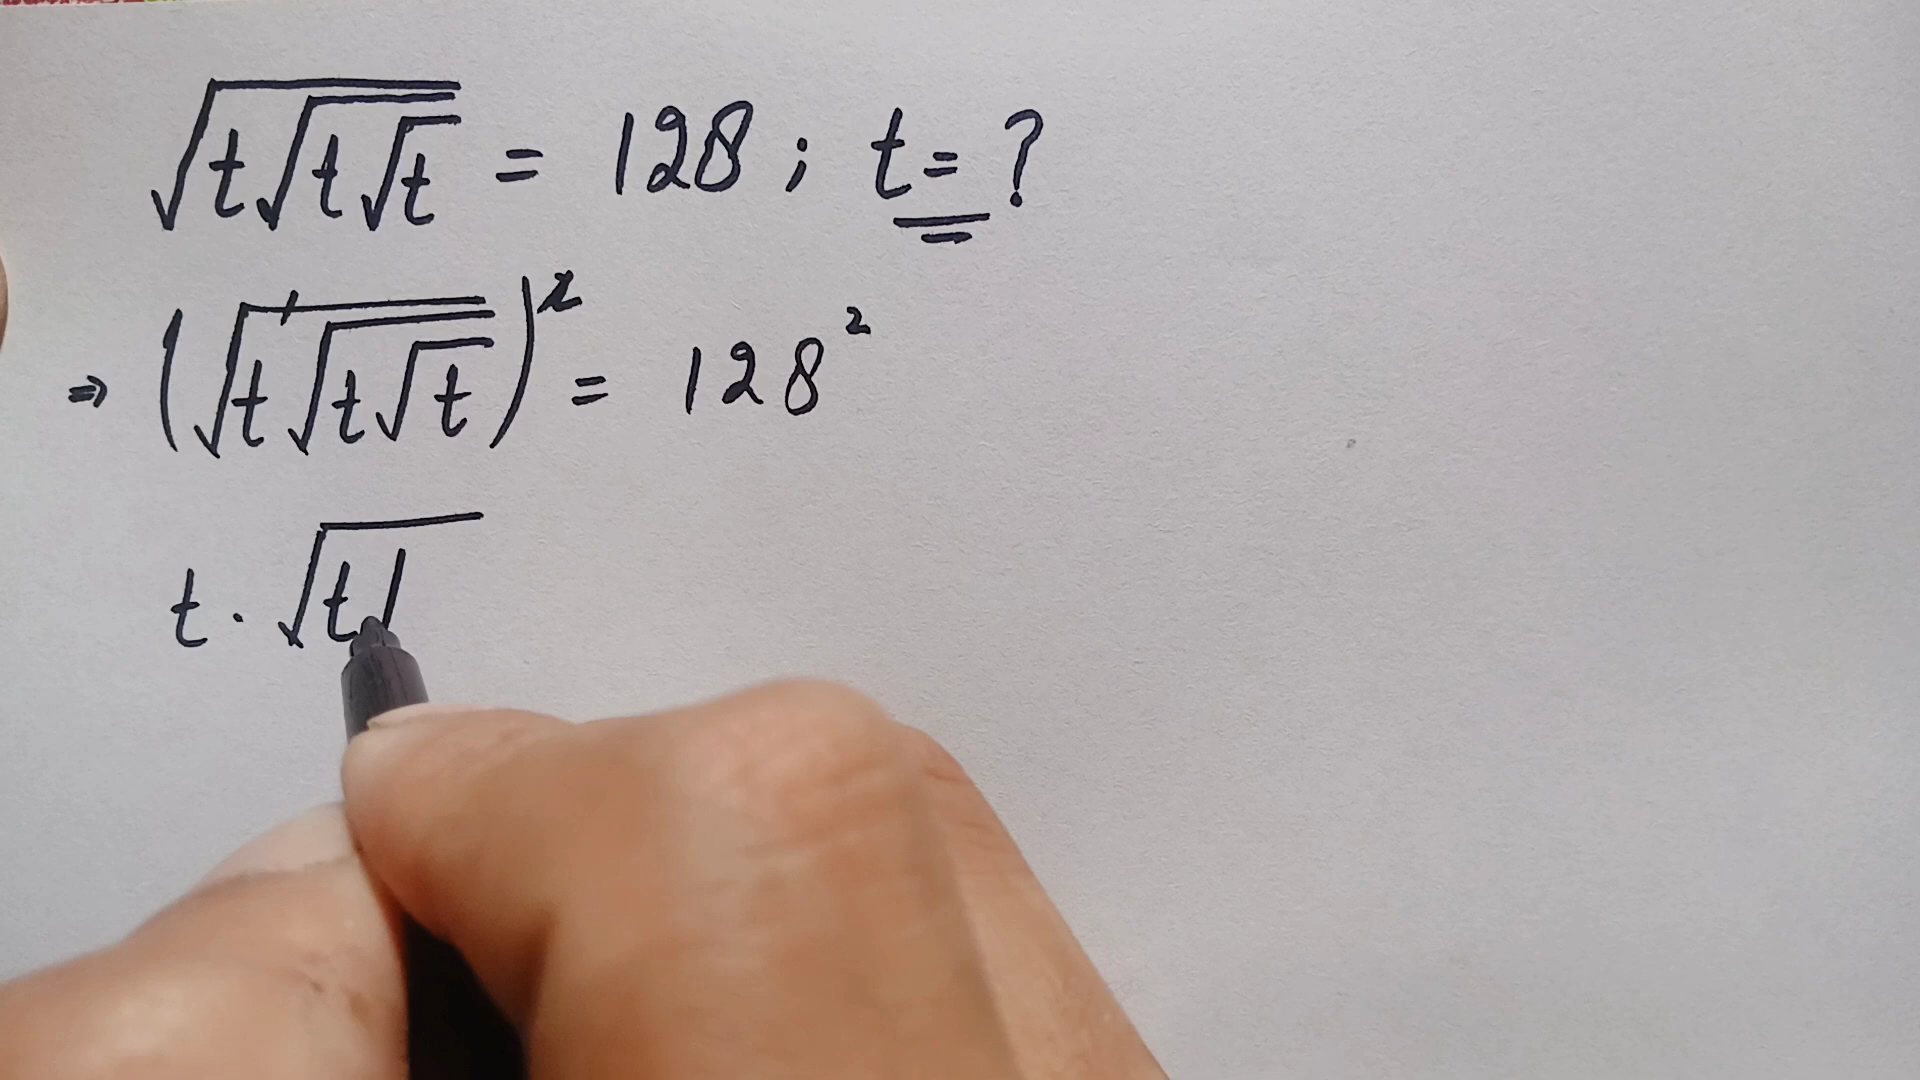 √(t√(t√t)) = 128 ; t = ?
⇒ (√(t√(t√t)))² = 128²
t . √(t√